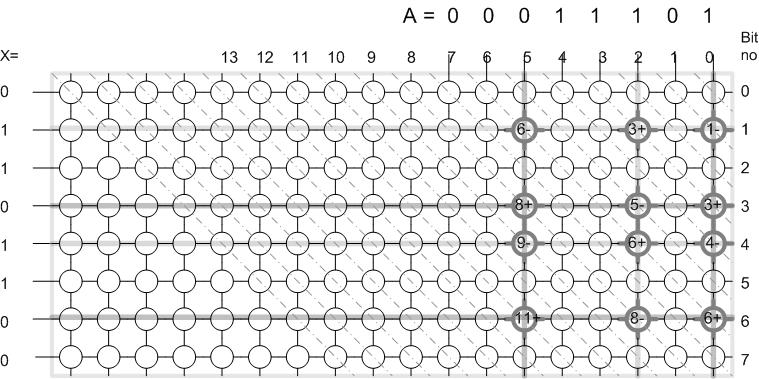 A = 0 0 0 1 1 1 0 1
Bit
no
X= 13 12 11 10 9 8 7 6 5 4 3 2 1 0
0 0
1 6- 3+ 1- 1
1 2
0 8+ 5- 3+ 3
1 9- 6+ 4- 4
1 5
0 11+ 8- 6+ 6
0 7